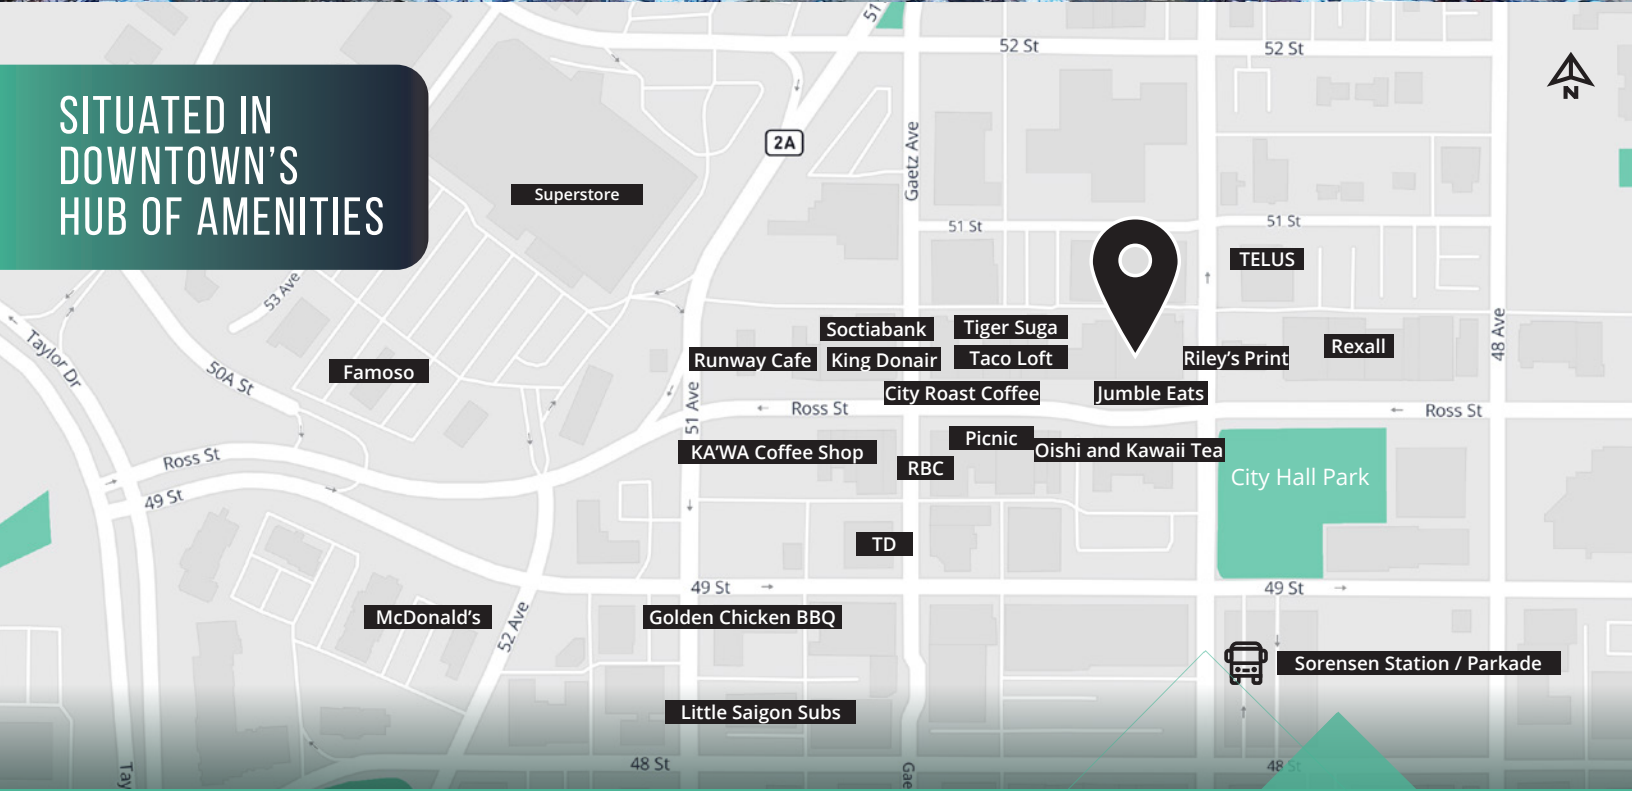 51
52 St
52 St
N
SITUATED IN
DOWNTOWN'S
HUB OF AMENITIES
2A
Gaetz Ave
Superstore
51 St
51 St
TELUS
53 Ave
Taylor Dr
50A St
Famoso
Soctiabank
Tiger Suga
Runway Cafe
King Donair
Taco Loft
Riley's Print
Rexall
48 Ave
City Roast Coffee
Jumble Eats
51 Ave
Ross St
Ross St
KA'WA Coffee Shop
Picnic
Oishi and Kawaii Tea
RBC
City Hall Park
Ross St
49 St
TD
49 St
49 St
McDonald's
52 Ave
Golden Chicken BBQ
Sorensen Station / Parkade
Little Saigon Subs
48 St
48 St
Tay
Gae